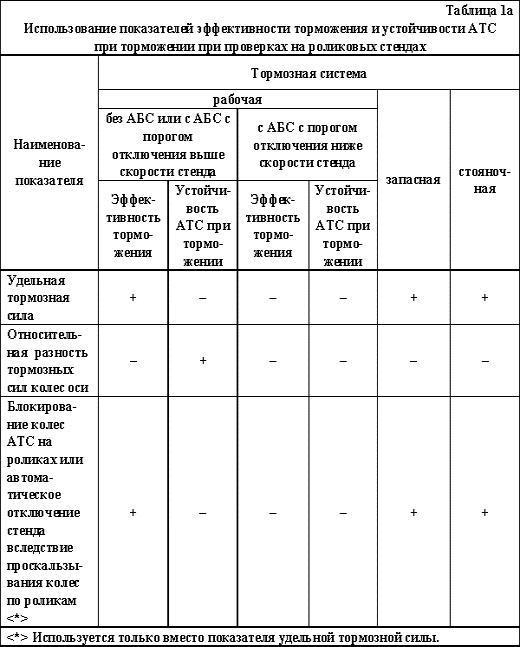 Таблица 1а
Использование показателей эффективности торможения и устойчивости АТС
при торможении при проверках на роликовых стендах
Наименова-
ние
показателя
Тормозная система
рабочая
без АБС или с АБС с
порогом
отключения выше
скорости стенда
с АБС с порогом
отключения ниже
скорости стенда
запасная
стояноч-
ная
Эффек-
тивность
тормо-
жения
Устойчи-
вость
АТС при
тормо-
жении
Эффек-
тивность
тормо-
жения
Устойчи-
вость
АТС при
тормо-
жении
Удельная
тормозная
сила
+ – – – + +
Относитель-
ная разность
тормозных
сил колес оси
– + – – – –
Блокирова-
ние колес
АТС на
роликах или
автома-
тическое
отключение
стенда
вследствие
проскальзы-
вания колес
по роликам
<*>
+ – – – + +
<*> Используется только вместо показателя удельной тормозной силы.